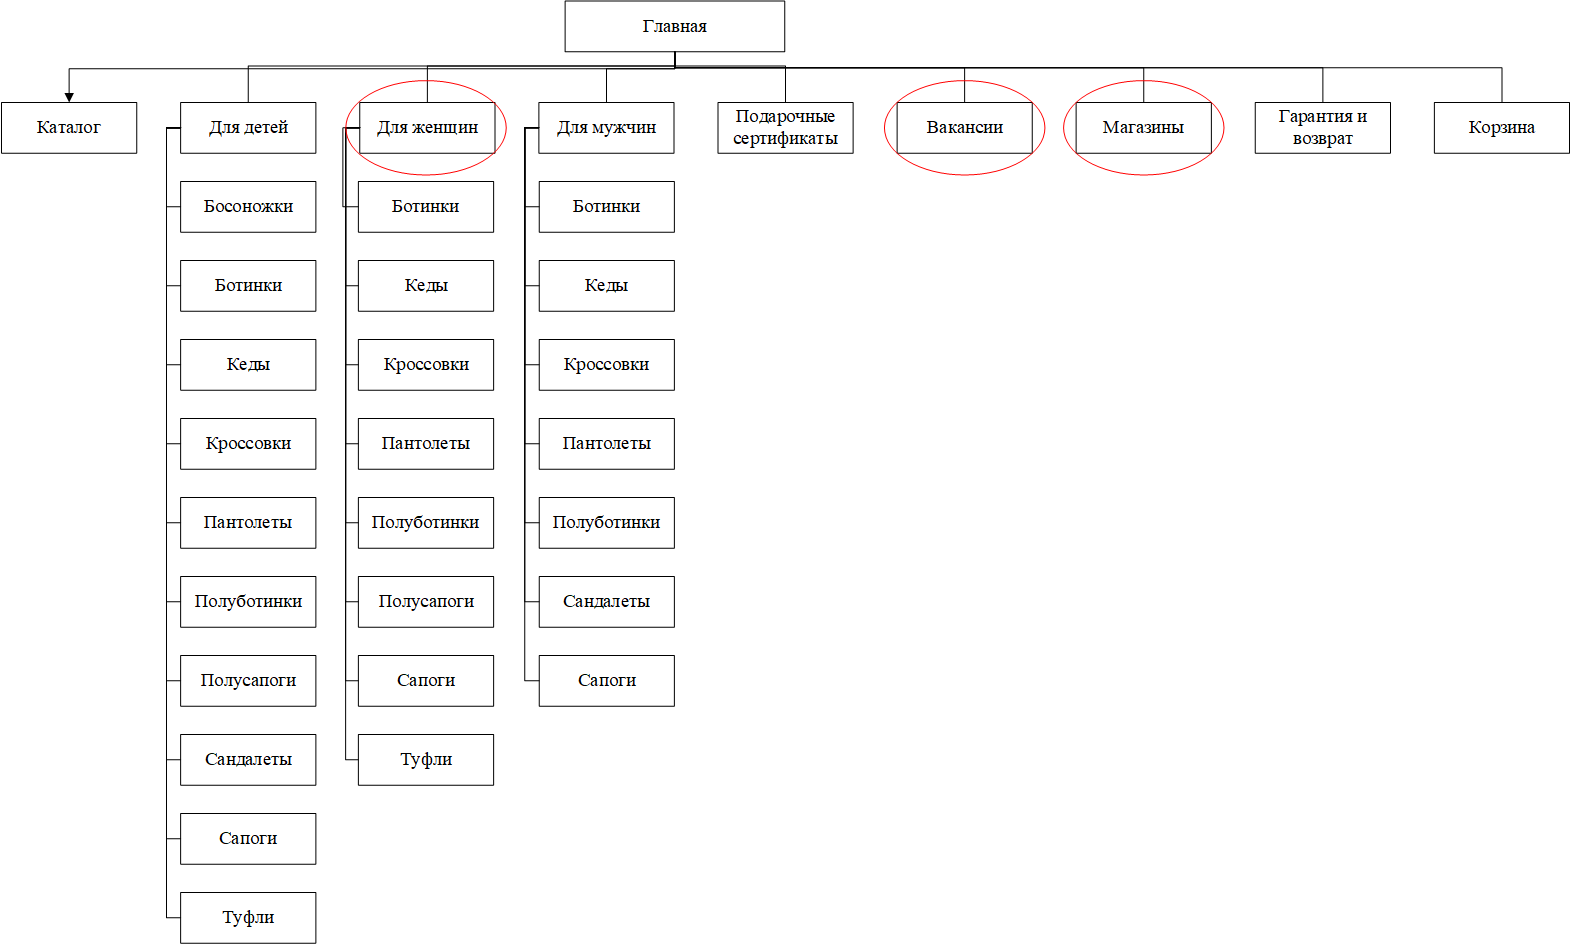 Главная
Каталог
Для детей
Для женщин
Для мужчин
Подарочные
сертификаты
Вакансии
Магазины
Гарантия и
возврат
Корзина
Босоножки
Ботинки
Кеды
Кроссовки
Пантолеты
Полуботинки
Полусапоги
Сандалеты
Сапоги
Туфли
Ботинки
Кеды
Кроссовки
Пантолеты
Полуботинки
Полусапоги
Сапоги
Туфли
Ботинки
Кеды
Кроссовки
Пантолеты
Полуботинки
Сандалеты
Сапоги